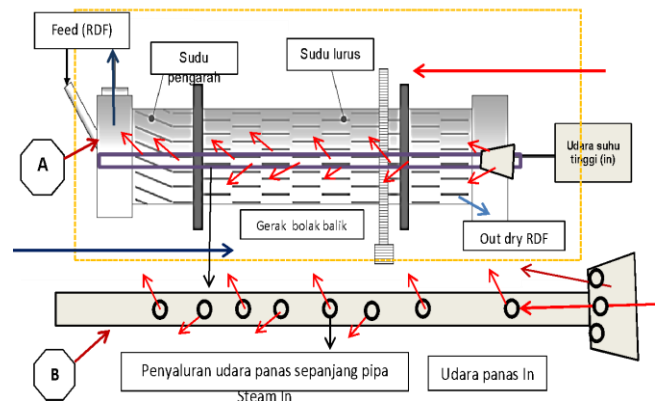 Feed (RDF)
Sudu
pengarah
Sudu lurus
A
Udara suhu
tinggi (in)
Gerak bolak balik
Out dry RDF
B
Penyaluran udara panas sepanjang pipa
Steam In
Udara panas In